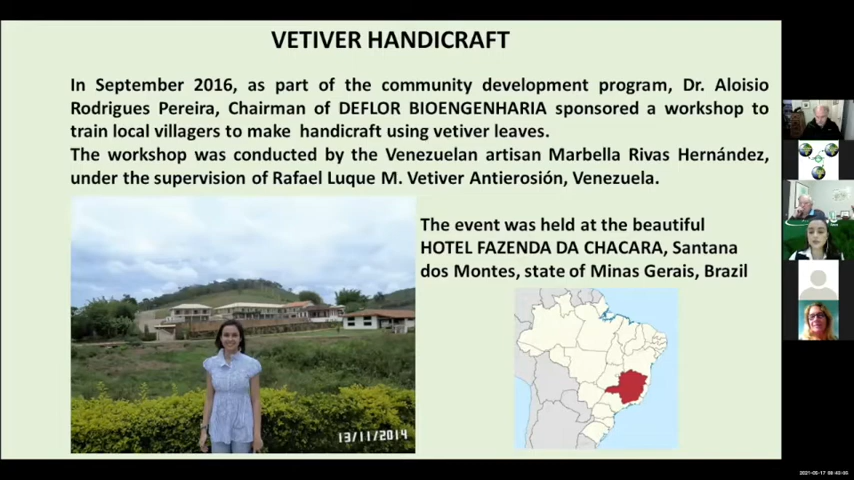 VETIVER HANDICRAFT
In September 2016, as part of the community development program, Dr. Aloisio
Rodrigues Pereira, Chairman of DEFLOR BIOENGENHARIA sponsored a workshop to
train local villagers to make handicraft using vetiver leaves.
The workshop was conducted by the Venezuelan artisan Marbella Rivas Hernández,
under the supervision of Rafael Luque M. Vetiver Antierosión, Venezuela.
The event was held at the beautiful
HOTEL FAZENDA DA CHACARA, Santana
dos Montes, state of Minas Gerais, Brazil
13/11/2014